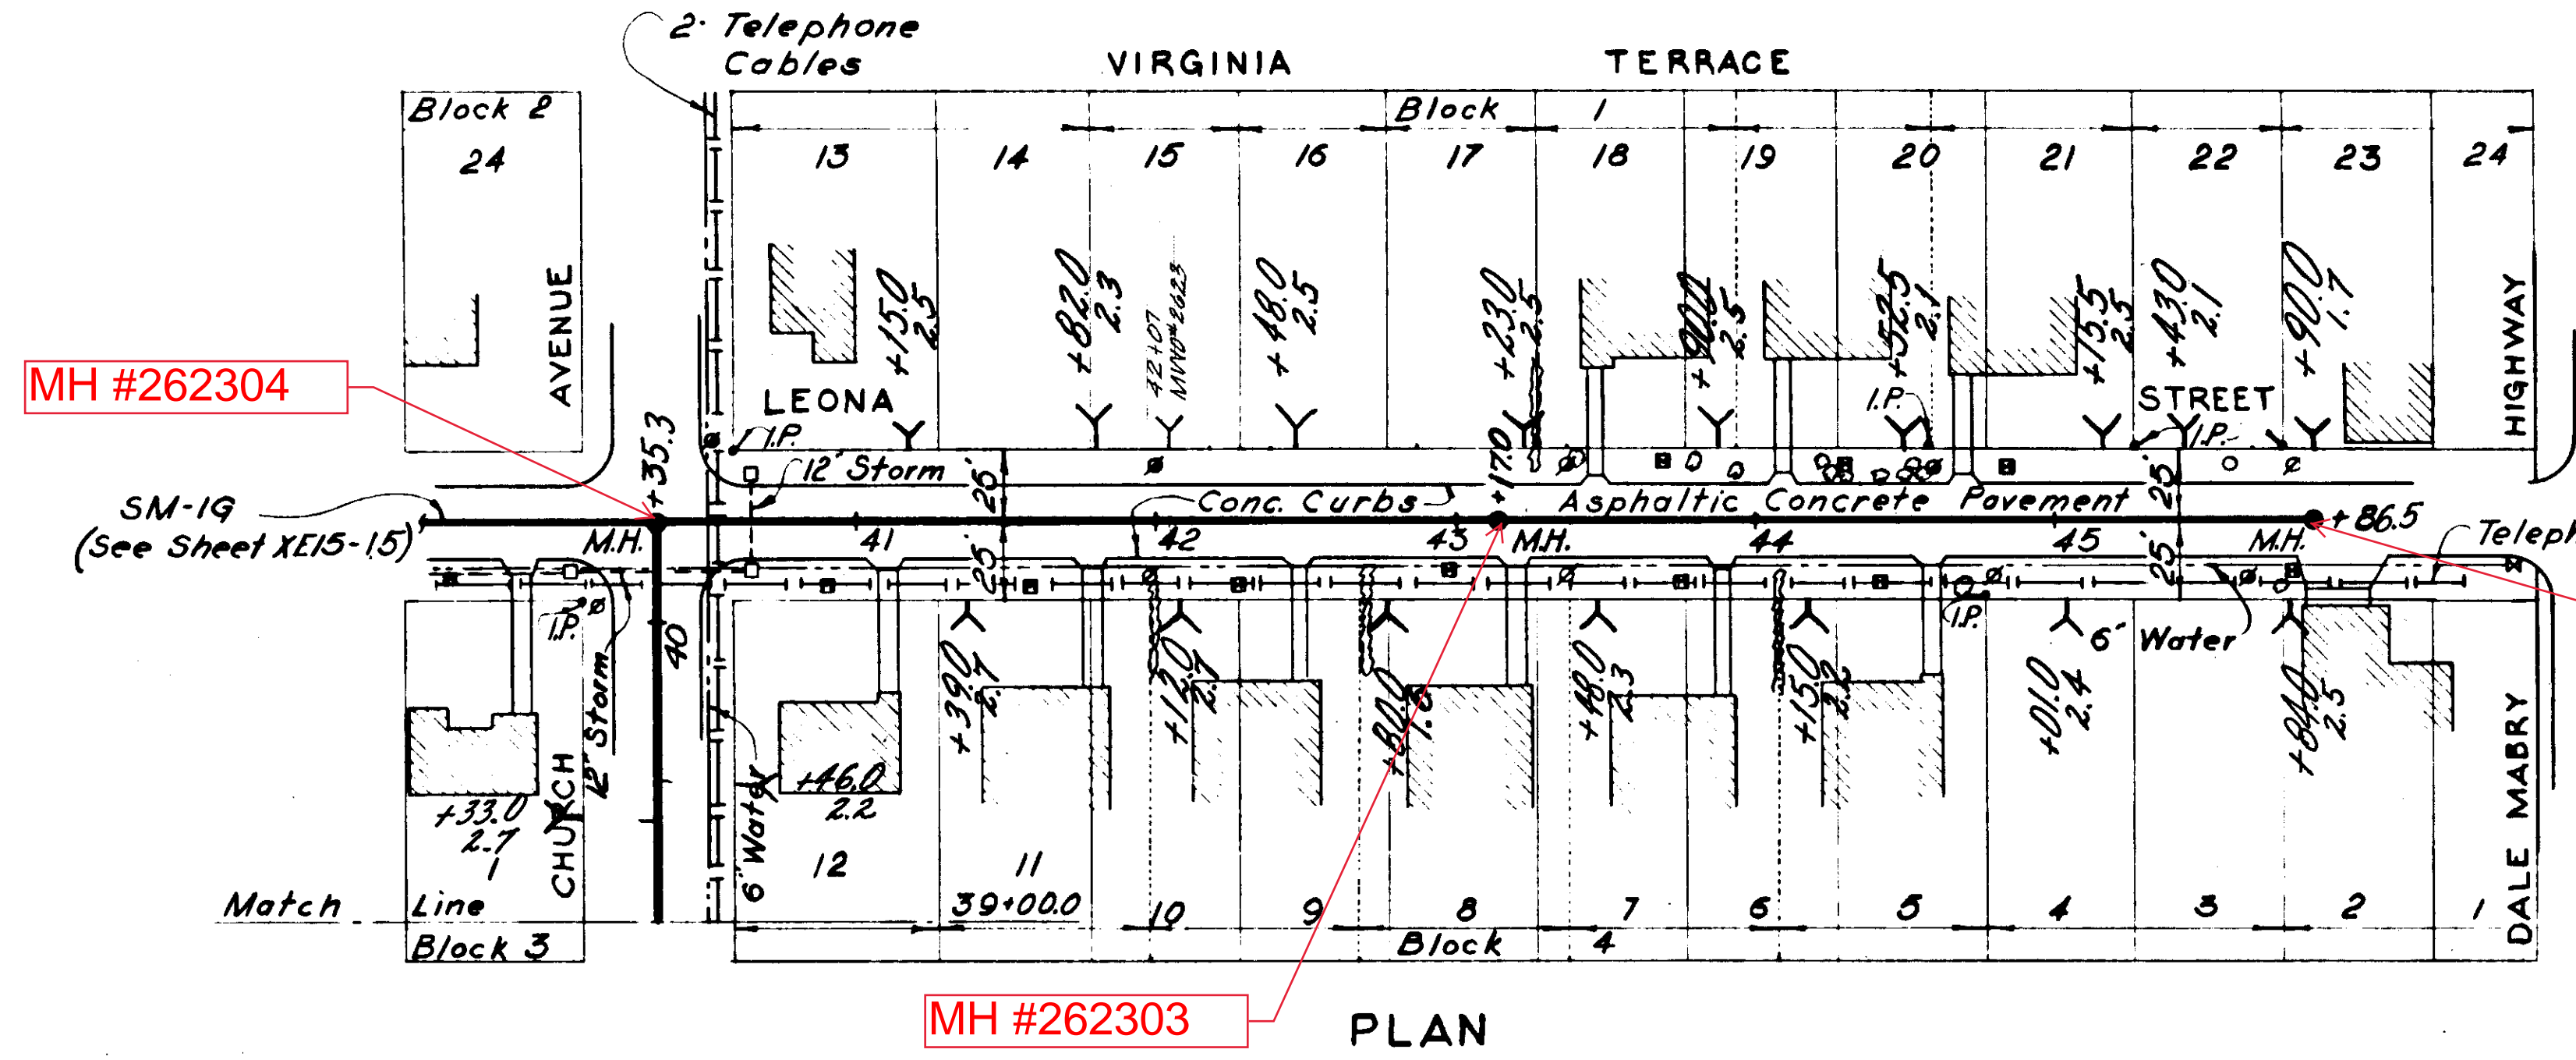 2· Telephone
Cables
VIRGINIA TERRACE
Block 2
Block 1
24
13 14 15 16 17 18 19 20 21 22 23 24
AVENUE
HIGHWAY
+15.0
2.5
+82.0
2.3
42+07
+48.0
2.5
+23.0
2.5
2.5
+52.5
2.1
+15.5
2.5
+43.0
2.1
+90.0
1.7
MH #262304
LEONA
STREET
I.P.
I.P.
I.P.
+35.3
12" Storm
25'
+17.0
25'
SM-1G
(See Sheet XE15-15)
Conc. Curbs
Asphaltic Concrete Pavement
+86.5
M.H.
41
42
43
M.H.
44
45
M.H.
25'
25'
Teleph
I.P.
I.P.
40
12" Storm
6" Water
6" Water
+39.0
2.7
+12.0
2.7
+80.0
+48.0
2.3
+15.0
2.2
+01.0
2.4
+84.0
2.5
+46.0
2.2
+33.0
2.7
CHURCH
DALE MABRY
1
12
11
39+00.0
10 9 8 7 6 5 4 3 2 1
Match Line
Block 3
Block 4
MH #262303
PLAN